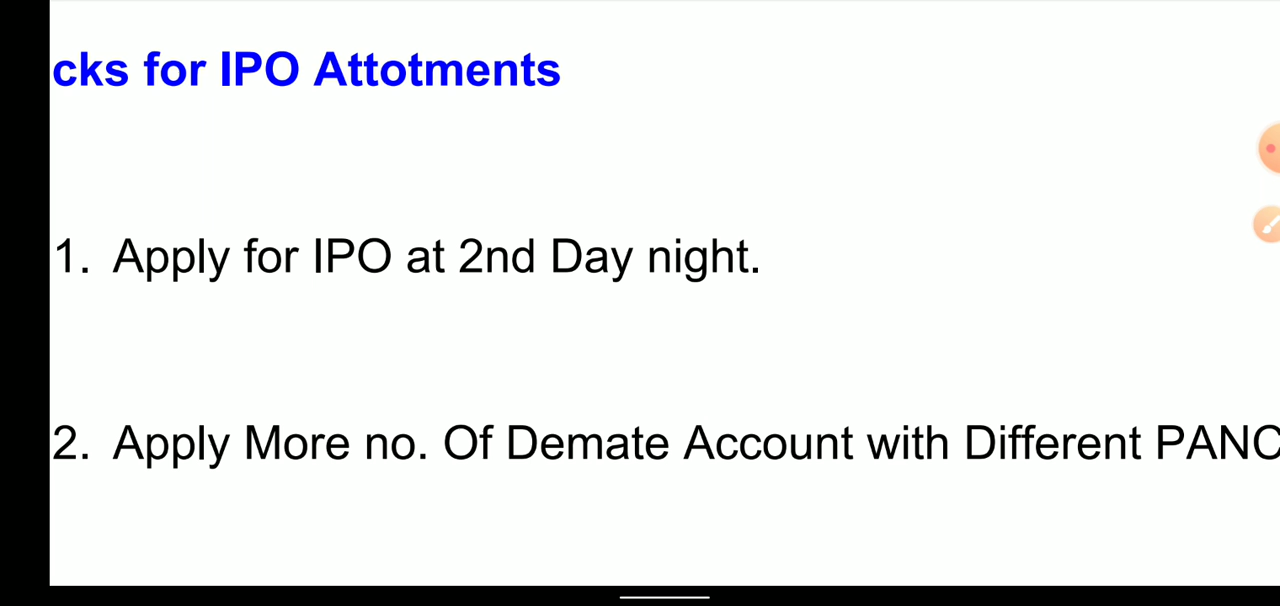 cks for IPO Attotments
1. Apply for IPO at 2nd Day night.
2. Apply More no. Of Demate Account with Different PANC